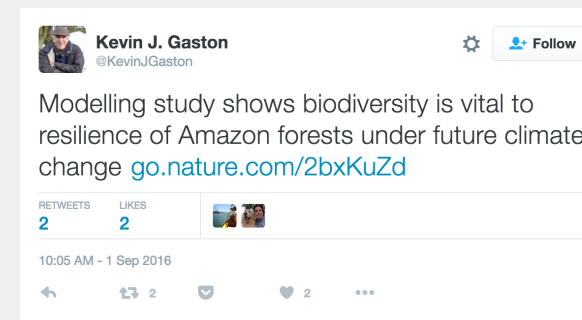 Kevin J. Gaston
@KevinJGaston
Follow
Modelling study shows biodiversity is vital to
resilience of Amazon forests under future climate
change go.nature.com/2bxKuZd
RETWEETS LIKES
2 2
10:05 AM - 1 Sep 2016
2 2